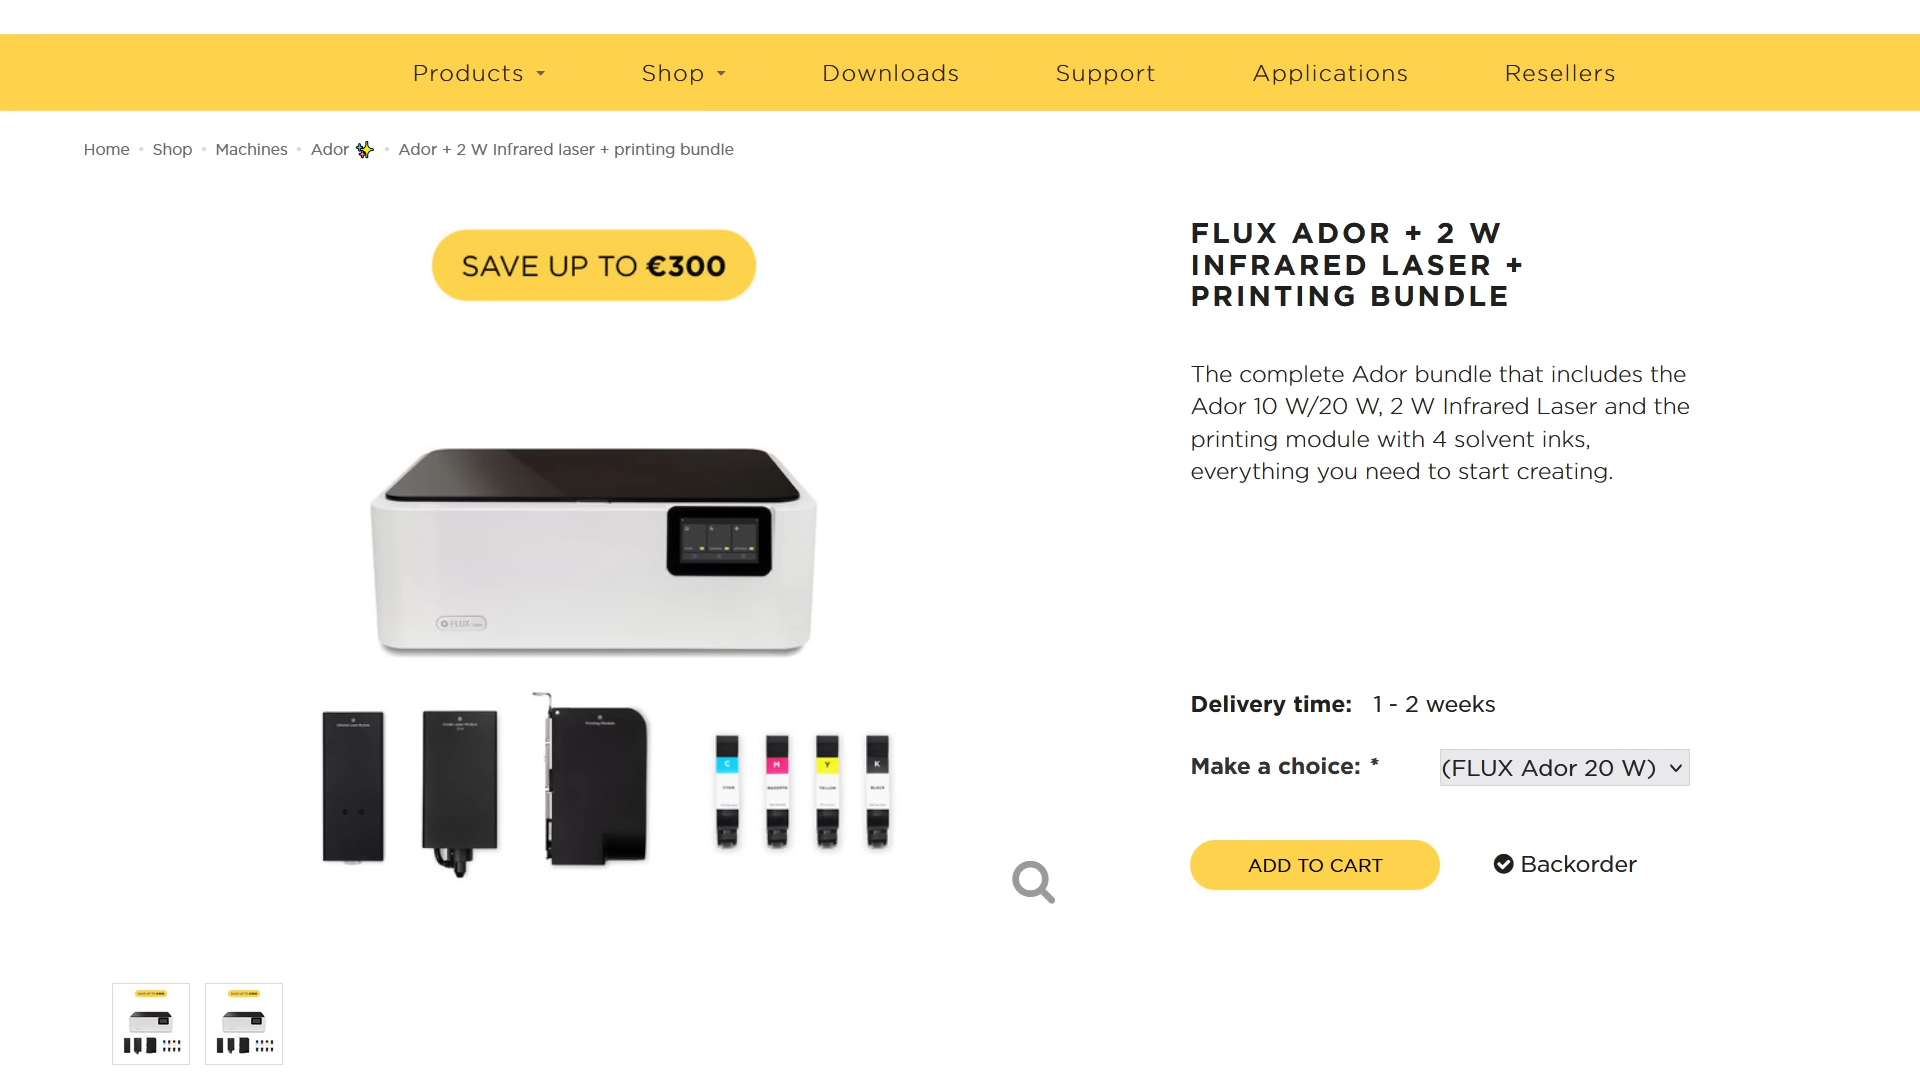 Products
Shop
Downloads
Support
Applications
Resellers
Home
Shop
Machines
Ador
Ador + 2 W Infrared laser + printing bundle
SAVE UP TO €300
FLUX ADOR + 2 W
INFRARED LASER +
PRINTING BUNDLE
The complete Ador bundle that includes the
Ador 10 W/20 W, 2 W Infrared Laser and the
printing module with 4 solvent inks,
everything you need to start creating.
FLUX
C
M
Y
K
Delivery time: 1 - 2 weeks
Make a choice: *
(FLUX Ador 20 W)
ADD TO CART
Backorder